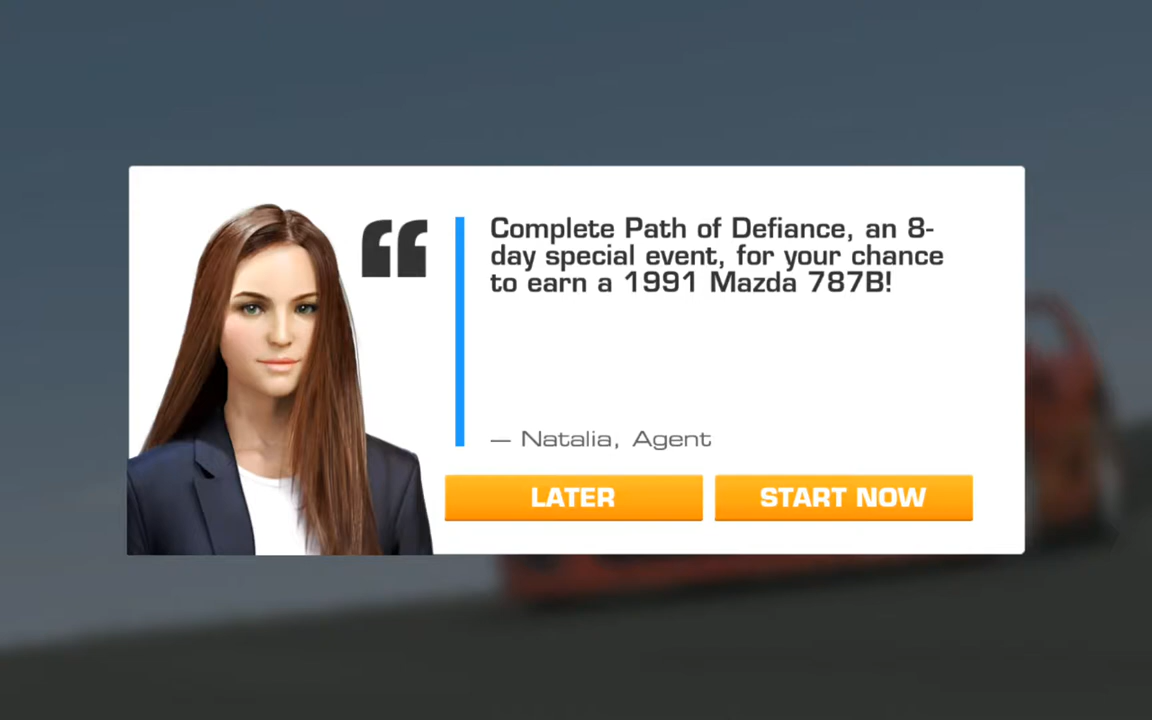 Complete Path of Defiance, an 8-
day special event, for your chance
to earn a 1991 Mazda 787B!
— Natalia, Agent
LATER
START NOW